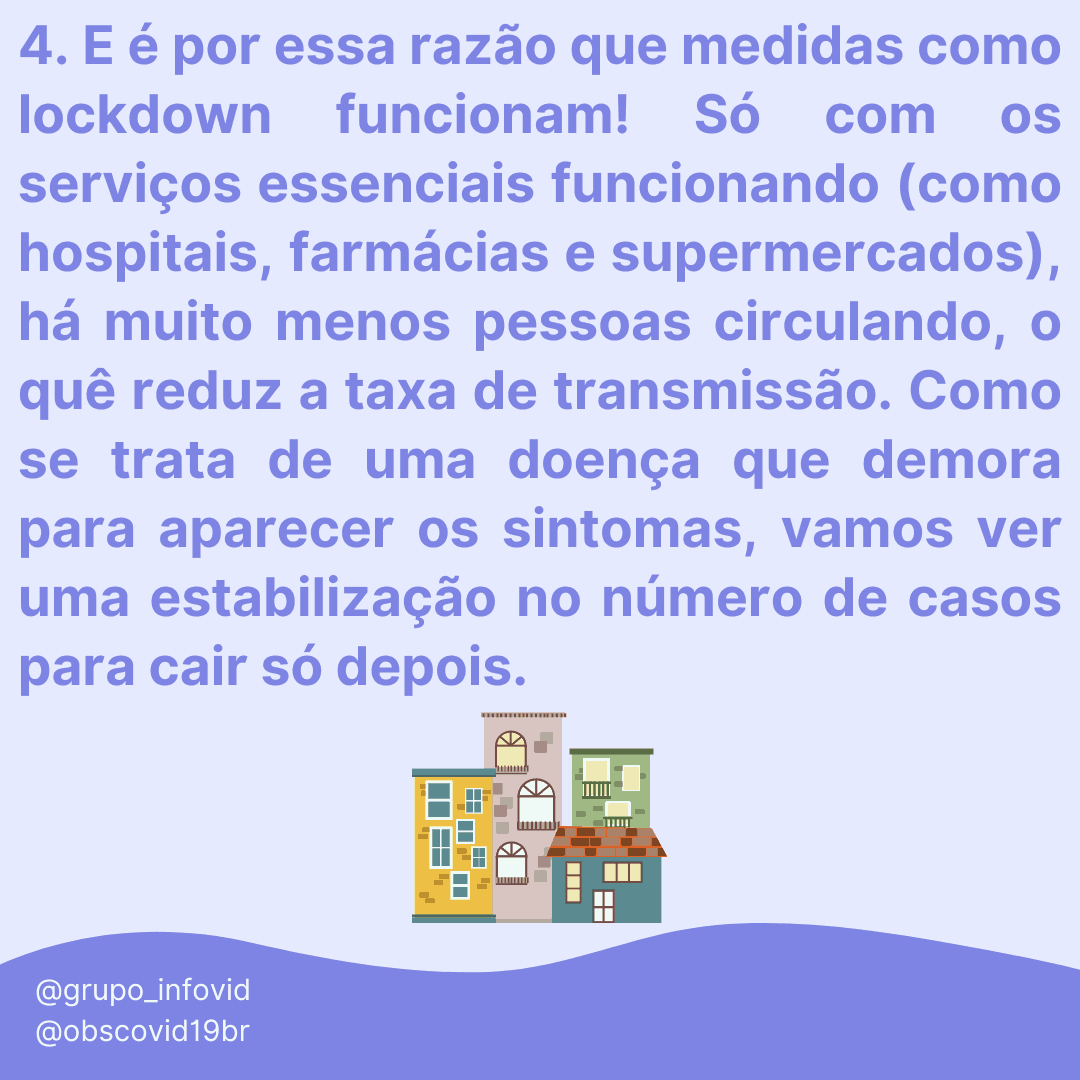 4. E é por essa razão que medidas como
lockdown funcionam! Só com os
serviços essenciais funcionando (como
hospitais, farmácias e supermercados),
há muito menos pessoas circulando, o
quê reduz a taxa de transmissão. Como
se trata de uma doença que demora
para aparecer os sintomas, vamos ver
uma estabilização no número de casos
para cair só depois.
@grupo_infovid
@obscovid19br